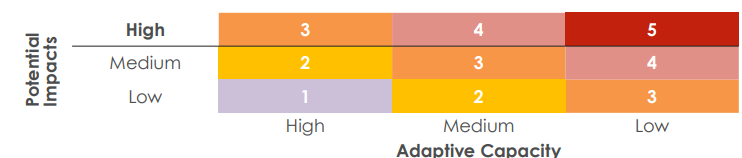 Potential
Impacts
High 3 4 5
Medium 2 3 4
Low 1 2 3
High Medium Low
Adaptive Capacity